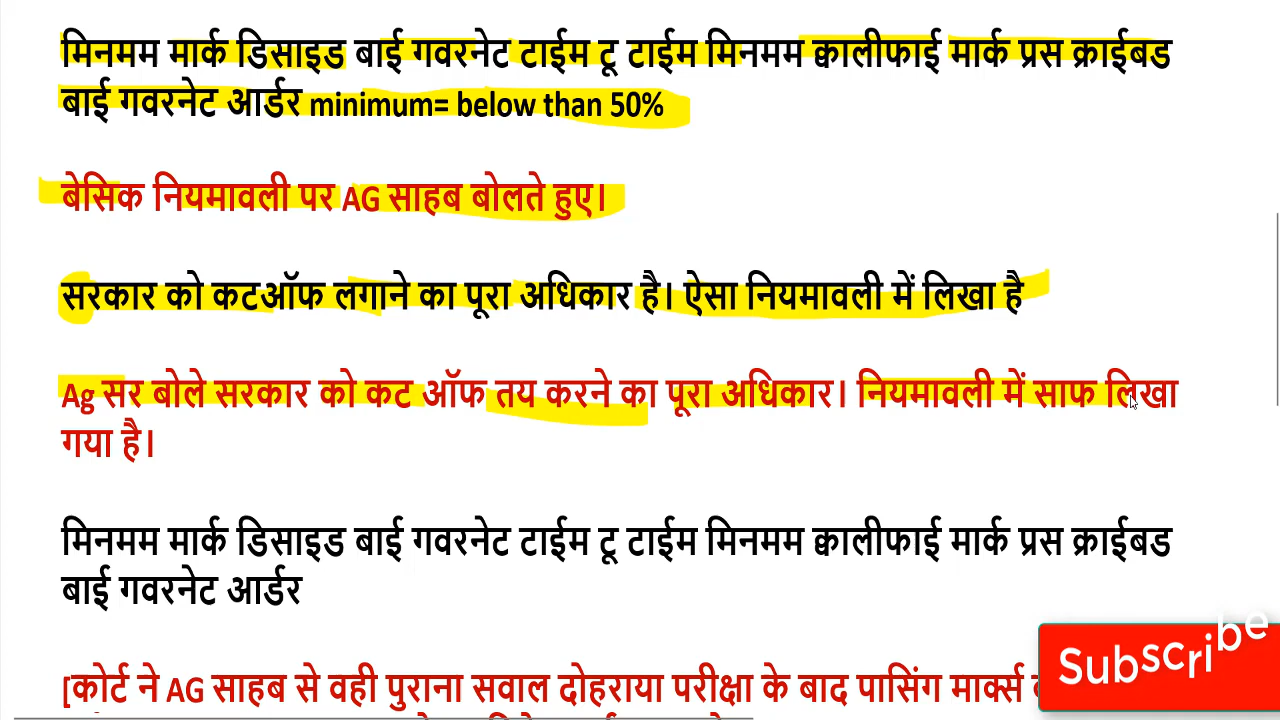 मिनमम मार्क डिसाइड बाई गवरनेट टाईम टू टाईम मिनमम क्वालीफाई मार्क प्रस क्राईबड
बाई गवरनेट आर्डर minimum= below than 50%
बेसिक नियमावली पर AG साहब बोलते हुए।
सरकार को कटऑफ लगाने का पूरा अधिकार है। ऐसा नियमावली में लिखा है
Ag सर बोले सरकार को कट ऑफ तय करने का पूरा अधिकार। नियमावली में साफ लिखा
गया है।
मिनमम मार्क डिसाइड बाई गवरनेट टाईम टू टाईम मिनमम क्वालीफाई मार्क प्रस क्राईबड
बाई गवरनेट आर्डर
[कोर्ट ने AG साहब से वही पुराना सवाल दोहराया परीक्षा के बाद पासिंग मार्क्स
Subscribe